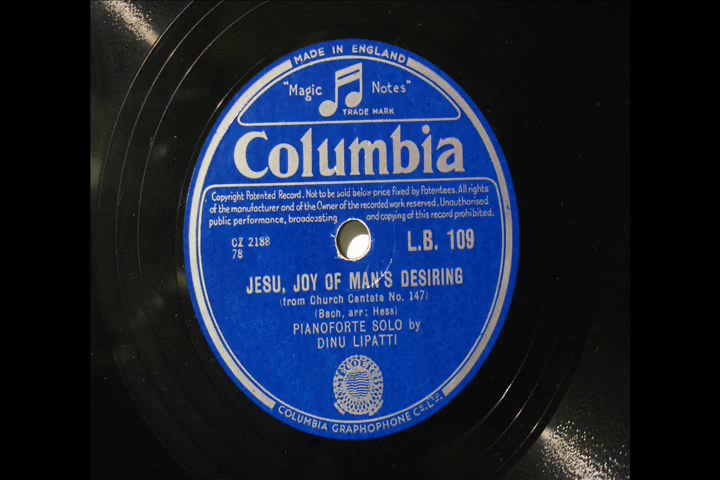 MADE IN ENGLAND
"Magic Notes"
TRADE MARK
Columbia
Copyright Patented Record. Not to be sold below price fixed by Patentees. All rights
of the manufacturer and of the Owner of the recorded work reserved. Unauthorised
public performance, broadcasting and copying of this record prohibited.
CZ 2188
78
L.B. 109
JESU, JOY OF MAN'S DESIRING
(from Church Cantata No. 147)
(Bach, arr: Hess)
PIANOFORTE SOLO by
DINU LIPATTI
COLUMBIA GRAPHOPHONE CO. LTD.